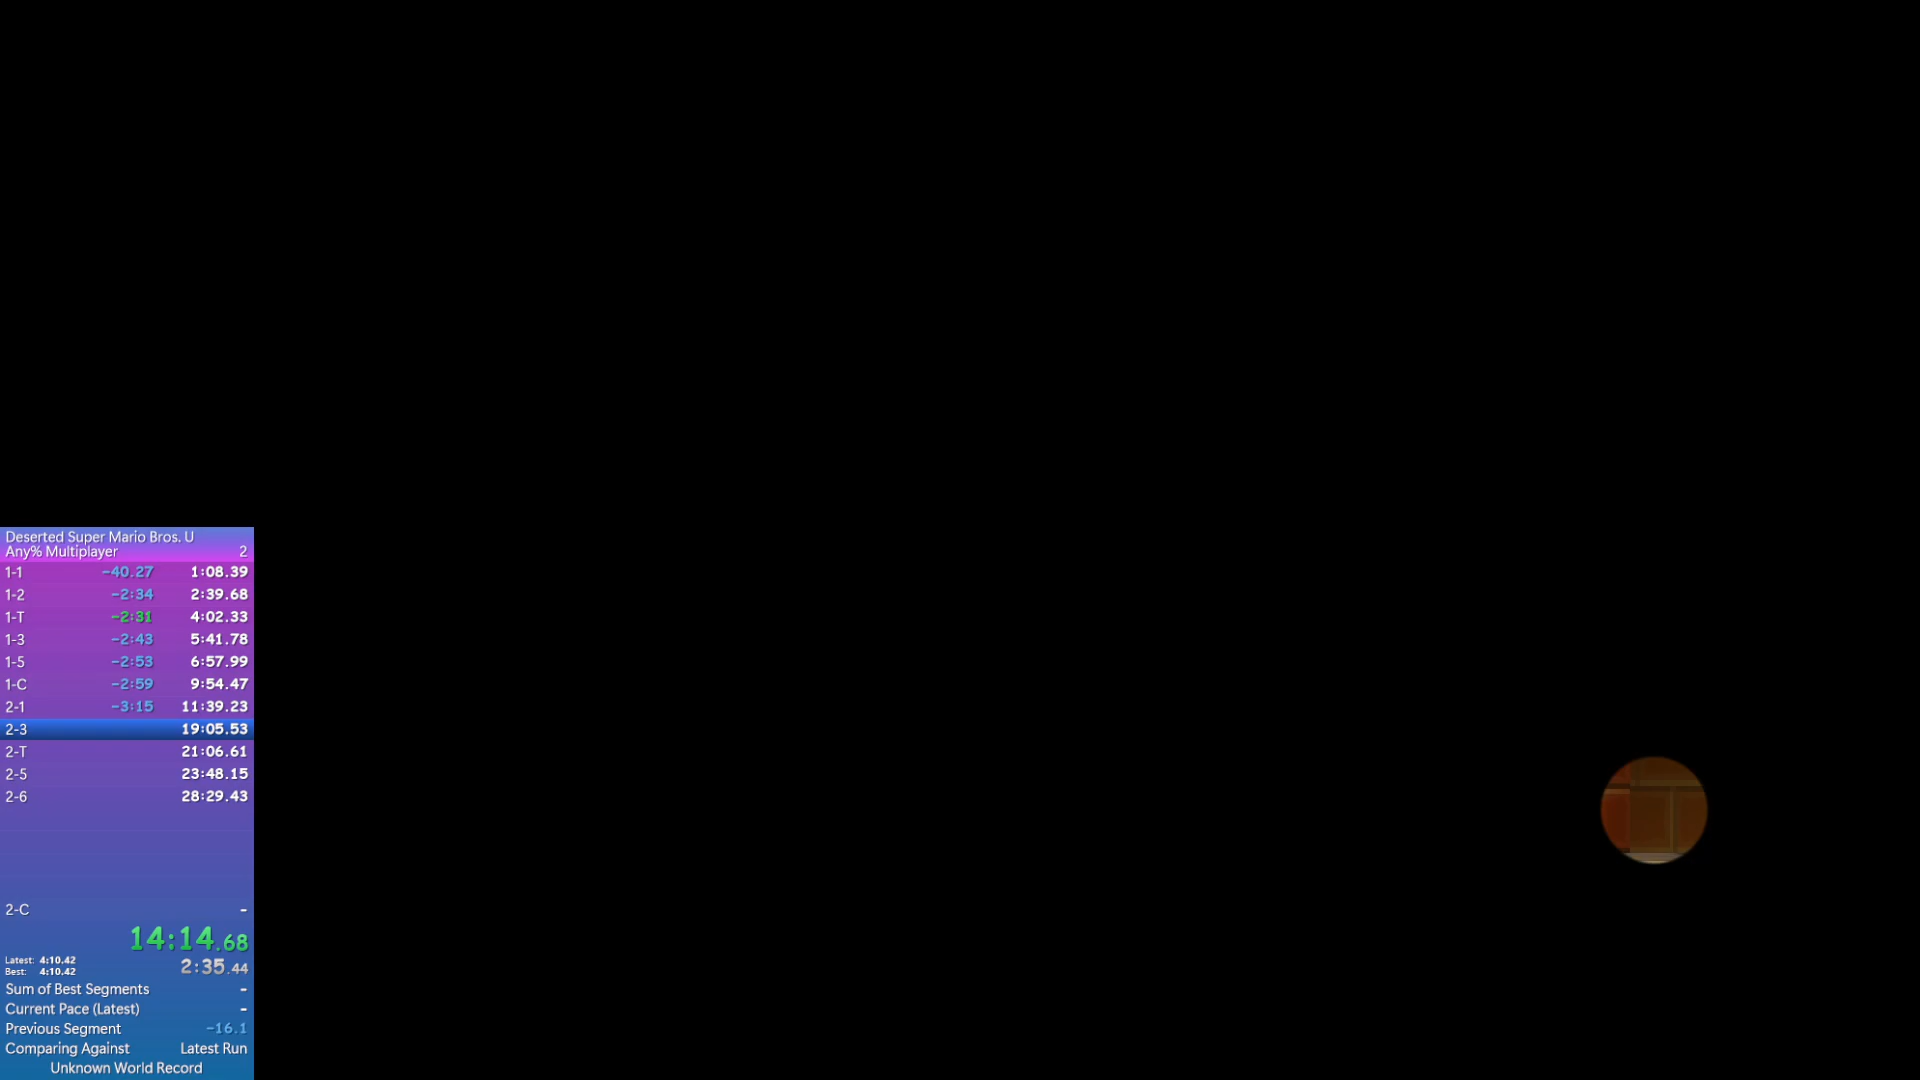 Deserted Super Mario Bros. U
Any% Multiplayer 2
1-1 -40.27 1:08.39
1-2 -2:34 2:39.68
1-T -2:31 4:02.33
1-3 -2:43 5:41.78
1-5 -2:53 6:57.99
1-C -2:59 9:54.47
2-1 -3:15 11:39.23
2-3 19:05.53
2-T 21:06.61
2-5 23:48.15
2-6 28:29.43
2-C -
14:14.68
Latest: 4:10.42
Best: 4:10.42
2:35.44
Sum of Best Segments -
Current Pace (Latest) -
Previous Segment -16.1
Comparing Against Latest Run
Unknown World Record